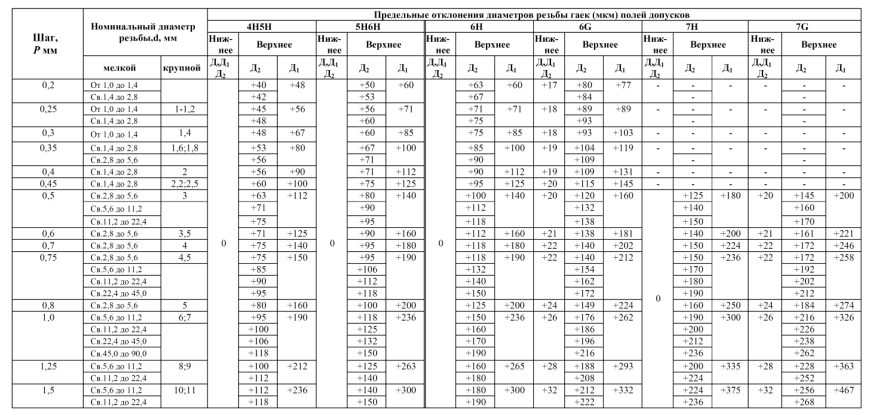 Предельные отклонения диаметров резьбы гаек (мкм) полей допусков
Шаг, P мм | Номинальный диаметр резьбы,d, мм | 4H5H | 5H6H | 6H | 6G | 7H | 7G
Ниж-нее | Верхнее | Ниж-нее | Верхнее | Ниж-нее | Верхнее | Ниж-нее | Верхнее | Ниж-нее | Верхнее | Ниж-нее | Верхнее
мелкой | крупной | Д,Д1 Д2 | Д2 | Д1 | Д,Д1 Д2 | Д2 | Д1 | Д,Д1 Д2 | Д2 | Д1 | Д,Д1 Д2 | Д2 | Д1 | Д,Д1 Д2 | Д2 | Д1 | Д,Д1 Д2 | Д2 | Д1
0,2 | От 1,0 до 1,4 | +40 | +48 | +50 | +60 | +63 | +60 | +17 | +80 | +77 | - | - | - | - | - | -
Св.1,4 до 2,8 | +42 | +53 | +67 | +84 | - | -
0,25 | От 1,0 до 1,4 | 1-1,2 | +45 | +56 | +56 | +71 | +71 | +71 | +18 | +89 | +89 | - | - | - | - | - | -
Св.1,4 до 2,8 | +48 | +60 | +75 | +93 | - | -
0,3 | От 1,0 до 1,4 | 1,4 | +48 | +67 | +60 | +85 | +75 | +85 | +18 | +93 | +103 | - | - | - | - | - | -
0,35 | Св.1,4 до 2,8 | 1,6;1,8 | +53 | +80 | +67 | +100 | +85 | +100 | +19 | +104 | +119 | - | - | - | - | - | -
Св.2,8 до 5,6 | +56 | +71 | +90 | +109 | - | -
0,4 | Св.1,4 до 2,8 | 2 | +56 | +90 | +71 | +112 | +90 | +112 | +19 | +109 | +131 | - | - | - | - | - | -
0,45 | Св.1,4 до 2,8 | 2,2;2,5 | +60 | +100 | +75 | +125 | +95 | +125 | +20 | +115 | +145 | - | - | - | - | - | -
0,5 | Св.2,8 до 5,6 | 3 | +63 | +112 | +80 | +140 | +100 | +140 | +20 | +120 | +160 | +125 | +180 | +20 | +145 | +200
Св.5,6 до 11,2 | +71 | +90 | +112 | +132 | +140 | +160
Св.11,2 до 22,4 | +75 | +95 | +118 | +138 | +150 | +170
0,6 | Св.2,8 до 5,6 | 3,5 | +71 | +125 | +90 | +160 | +112 | +160 | +21 | +138 | +181 | +140 | +200 | +21 | +161 | +221
0,7 | Св.2,8 до 5,6 | 4 | 0 | +75 | +140 | 0 | +95 | +180 | 0 | +118 | +180 | +22 | +140 | +202 | +150 | +224 | +22 | +172 | +246
0,75 | Св.2,8 до 5,6 | 4,5 | +75 | +150 | +95 | +190 | +118 | +190 | +22 | +140 | +212 | +150 | +236 | +22 | +172 | +258
Св.5,6 до 11,2 | +85 | +106 | +132 | +154 | +170 | +192
Св.11,2 до 22,4 | +90 | +112 | +140 | +162 | +180 | +202
Св.22,4 до 45,0 | +95 | +118 | +150 | +172 | 0 | +190 | +212
0,8 | Св.2,8 до 5,6 | 5 | +80 | +160 | +100 | +200 | +125 | +200 | +24 | +149 | +224 | +160 | +250 | +24 | +184 | +274
1,0 | Св.5,6 до 11,2 | 6;7 | +95 | +190 | +118 | +236 | +150 | +236 | +26 | +176 | +262 | +190 | +300 | +26 | +216 | +326
Св.11,2 до 22,4 | +100 | +125 | +160 | +186 | +200 | +226
Св.22,4 до 45,0 | +106 | +132 | +170 | +196 | +212 | +238
Св.45,0 до 90,0 | +118 | +150 | +190 | +216 | +236 | +262
1,25 | Св.5,6 до 11,2 | 8;9 | +100 | +212 | +125 | +263 | +160 | +265 | +28 | +188 | +293 | +200 | +335 | +28 | +228 | +363
Св.11,2 до 22,4 | +112 | +140 | +180 | +208 | +224 | +252
1,5 | Св.5,6 до 11,2 | 10;11 | +112 | +236 | +140 | +300 | +180 | +300 | +32 | +212 | +332 | +224 | +375 | +32 | +256 | +467
Св.11,2 до 22,4 | +118 | +150 | +190 | +222 | +236 | +268